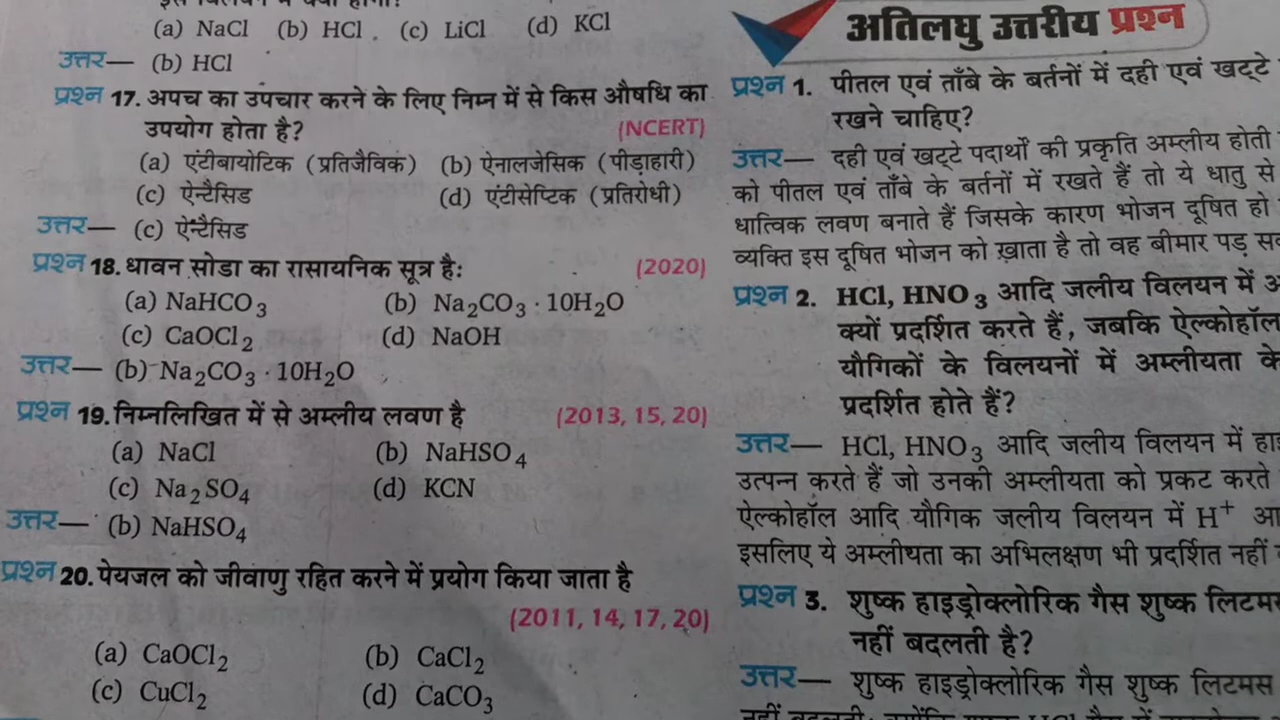 (a) NaCl (b) HCl (c) LiCl (d) KCl
उत्तर— (b) HCl
प्रश्न 17. अपच का उपचार करने के लिए निम्न में से किस औषधि का
उपयोग होता है? (NCERT)
(a) एंटीबायोटिक (प्रतिजैविक) (b) ऐनालजेसिक (पीड़ाहारी)
(c) ऐन्टैसिड (d) एंटीसेप्टिक (प्रतिरोधी)
उत्तर— (c) ऐन्टैसिड
प्रश्न 18. धावन सोडा का रासायनिक सूत्र है: (2020)
(a) NaHCO₃ (b) Na₂CO₃ · 10H₂O
(c) CaOCl₂ (d) NaOH
उत्तर— (b) Na₂CO₃ · 10H₂O
प्रश्न 19. निम्नलिखित में से अम्लीय लवण है (2013, 15, 20)
(a) NaCl (b) NaHSO₄
(c) Na₂SO₄ (d) KCN
उत्तर— (b) NaHSO₄
प्रश्न 20. पेयजल को जीवाणु रहित करने में प्रयोग किया जाता है
(2011, 14, 17, 20)
(a) CaOCl₂ (b) CaCl₂
(c) CuCl₂ (d) CaCO₃
अतिलघु उत्तरीय प्रश्न
प्रश्न 1. पीतल एवं ताँबे के बर्तनों में दही एवं खट्टे
रखने चाहिए?
उत्तर— दही एवं खट्टे पदार्थों की प्रकृति अम्लीय होती
को पीतल एवं ताँबे के बर्तनों में रखते हैं तो ये धातु से
धात्विक लवण बनाते हैं जिसके कारण भोजन दूषित हो
व्यक्ति इस दूषित भोजन को खाता है तो वह बीमार पड़
प्रश्न 2. HCl, HNO₃ आदि जलीय विलयन में
क्यों प्रदर्शित करते हैं, जबकि ऐल्कोहॉल
यौगिकों के विलयनों में अम्लीयता के
प्रदर्शित होते हैं?
उत्तर— HCl, HNO₃ आदि जलीय विलयन में
उत्पन्न करते हैं जो उनकी अम्लीयता को प्रकट करते
ऐल्कोहॉल आदि यौगिक जलीय विलयन में H⁺
इसलिए ये अम्लीयता का अभिलक्षण भी प्रदर्शित नहीं
प्रश्न 3. शुष्क हाइड्रोक्लोरिक गैस शुष्क
नहीं बदलती है?
उत्तर— शुष्क हाइड्रोक्लोरिक गैस शुष्क लिटमस